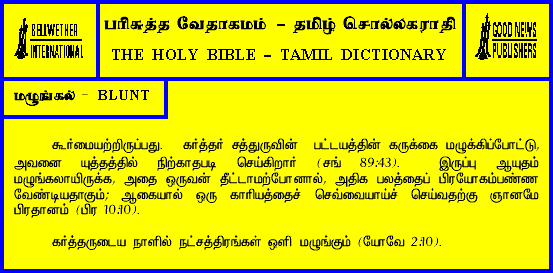 BELLWETHER
INTERNATIONAL
பரிசுத்த வேதாகமம் - தமிழ் சொல்லகராதி
THE HOLY BIBLE - TAMIL DICTIONARY
GOOD NEWS
PUBLISHERS
மழுங்கல் - BLUNT
கூர்மையற்றிருப்பது. கர்த்தர் சத்துருவின் பட்டயத்தின் கருக்கை மழுக்கிப்போட்டு,
அவனை யுத்தத்தில் நிற்காதபடி செய்கிறார் (சங் 89:43). இருப்பு ஆயுதம்
மழுங்கலாயிருக்க, அதை ஒருவன் தீட்டாமற்போனால், அதிக பலத்தைப் பிரயோகம்பண்ண
வேண்டியதாகும்; ஆகையால் ஒரு காரியத்தைச் செவ்வையாய்ச் செய்வதற்கு ஞானமே
பிரதானம் (பிர 10:10).
கர்த்தருடைய நாளில் நட்சத்திரங்கள் ஒளி மழுங்கும் (யோவே 2:10).